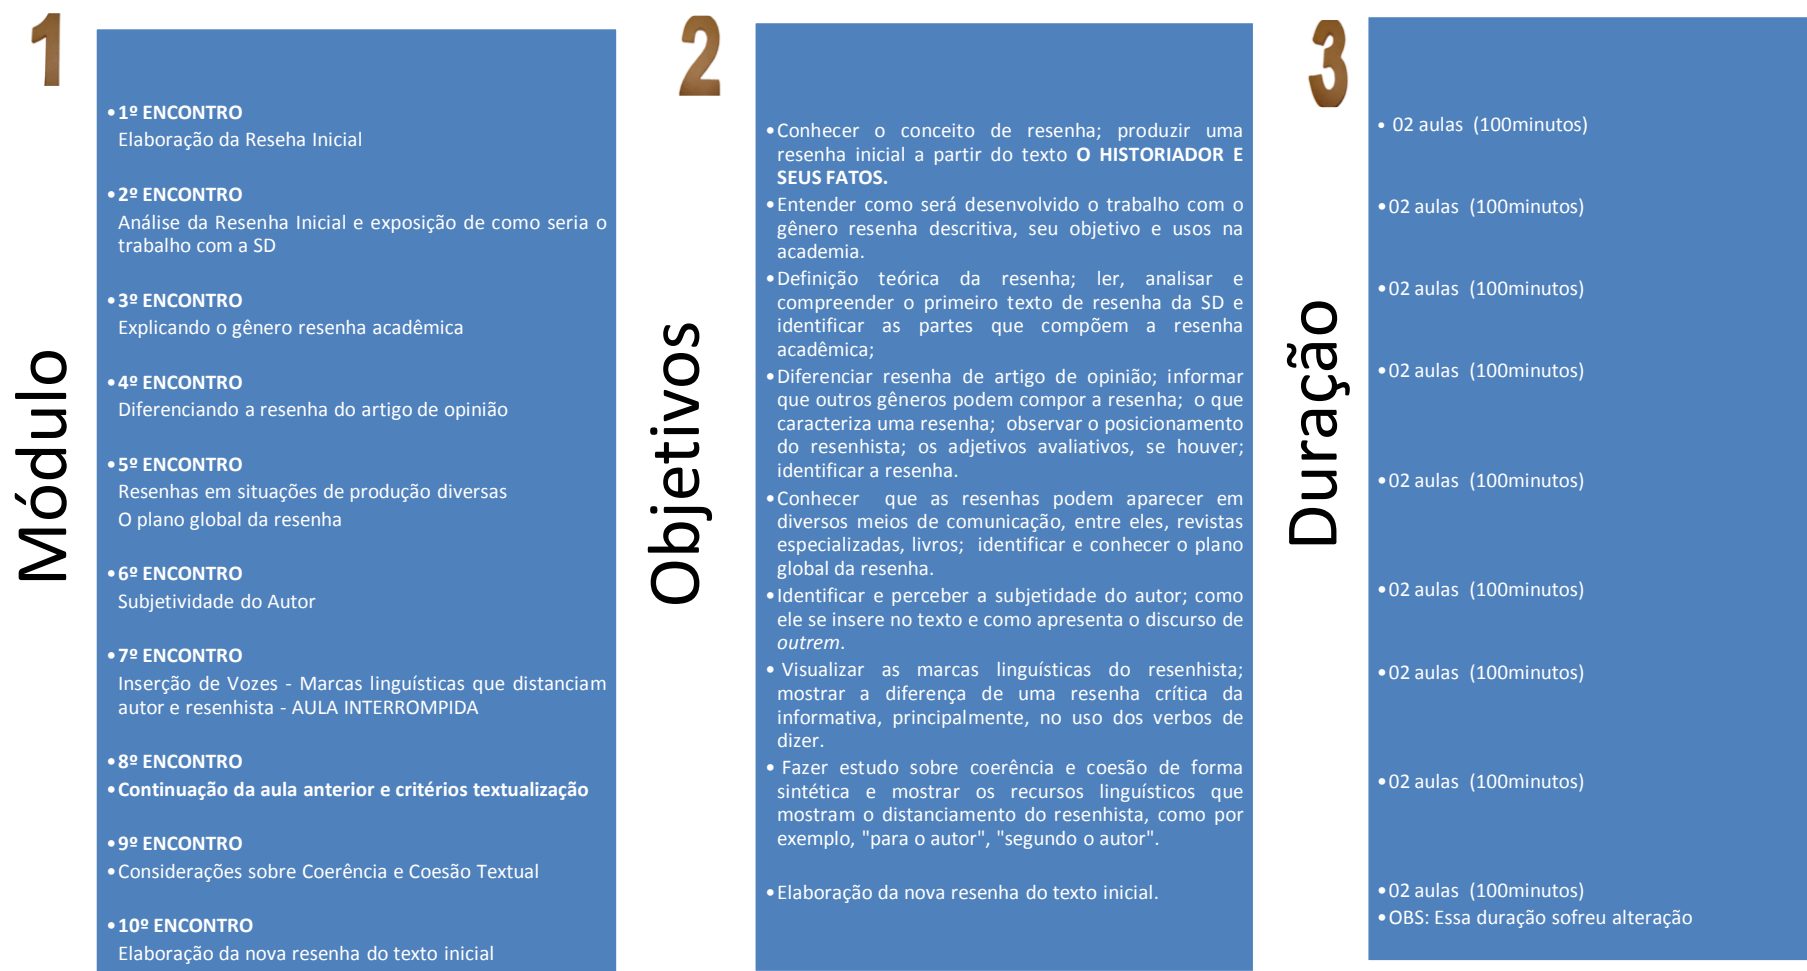 1
Módulo
• 1º ENCONTRO
Elaboração da Reseha Inicial
• 2º ENCONTRO
Análise da Resenha Inicial e exposição de como seria o
trabalho com a SD
• 3º ENCONTRO
Explicando o gênero resenha acadêmica
• 4º ENCONTRO
Diferenciando a resenha do artigo de opinião
• 5º ENCONTRO
Resenhas em situações de produção diversas
O plano global da resenha
• 6º ENCONTRO
Subjetividade do Autor
• 7º ENCONTRO
Inserção de Vozes - Marcas linguísticas que distanciam
autor e resenhista - AULA INTERROMPIDA
• 8º ENCONTRO
• Continuação da aula anterior e critérios textualização
• 9º ENCONTRO
• Considerações sobre Coerência e Coesão Textual
• 10º ENCONTRO
Elaboração da nova resenha do texto inicial
2
Objetivos
• Conhecer o conceito de resenha; produzir uma
resenha inicial a partir do texto O HISTORIADOR E
SEUS FATOS.
• Entender como será desenvolvido o trabalho com o
gênero resenha descritiva, seu objetivo e usos na
academia.
• Definição teórica da resenha; ler, analisar e
compreender o primeiro texto de resenha da SD e
identificar as partes que compõem a resenha
acadêmica;
• Diferenciar resenha de artigo de opinião; informar
que outros gêneros podem compor a resenha; o que
caracteriza uma resenha; observar o posicionamento
do resenhista; os adjetivos avaliativos, se houver;
identificar a resenha.
• Conhecer que as resenhas podem aparecer em
diversos meios de comunicação, entre eles, revistas
especializadas, livros; identificar e conhecer o plano
global da resenha.
• Identificar e perceber a subjetidade do autor; como
ele se insere no texto e como apresenta o discurso de
outrem.
• Visualizar as marcas linguísticas do resenhista;
mostrar a diferença de uma resenha crítica da
informativa, principalmente, no uso dos verbos de
dizer.
• Fazer estudo sobre coerência e coesão de forma
sintética e mostrar os recursos linguísticos que
mostram o distanciamento do resenhista, como por
exemplo, "para o autor", "segundo o autor".
• Elaboração da nova resenha do texto inicial.
3
Duração
• 02 aulas (100minutos)
• 02 aulas (100minutos)
• 02 aulas (100minutos)
• 02 aulas (100minutos)
• 02 aulas (100minutos)
• 02 aulas (100minutos)
• 02 aulas (100minutos)
• 02 aulas (100minutos)
• 02 aulas (100minutos)
• OBS: Essa duração sofreu alteração